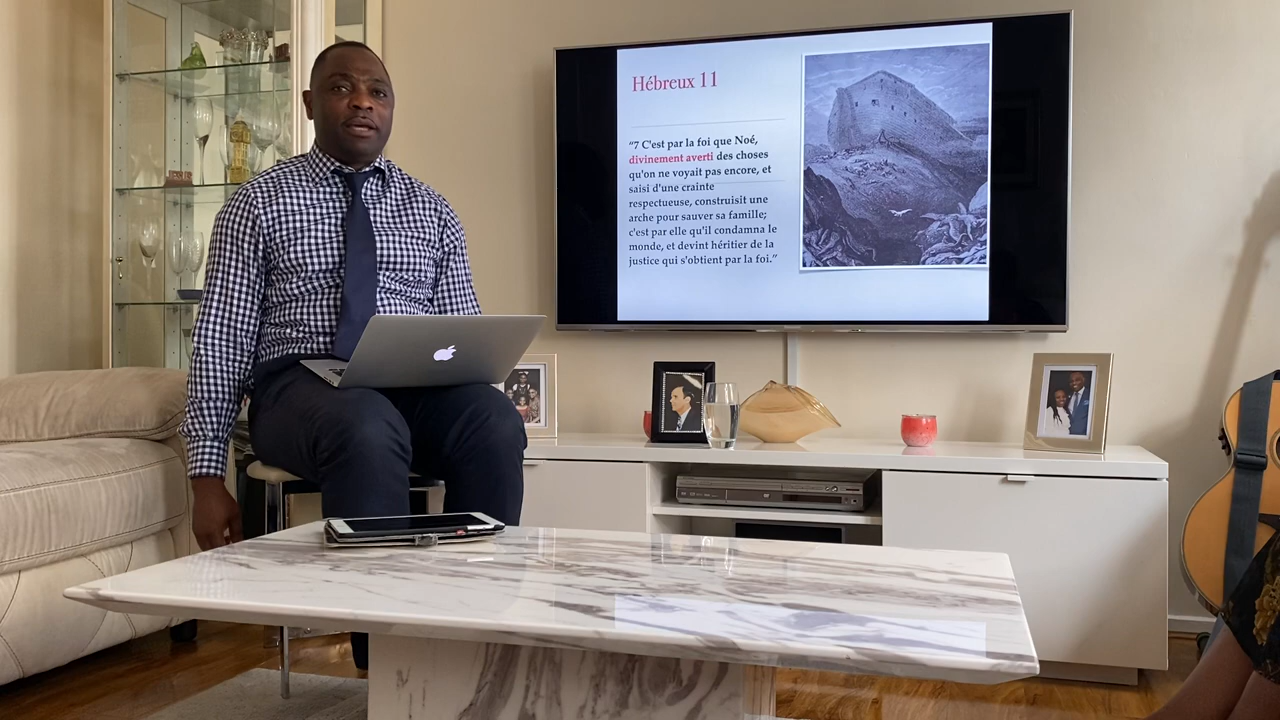 Hébreux 11
“7 C'est par la foi que Noé,
divinement averti des choses
qu'on ne voyait pas encore, et
saisi d'une crainte
respectueuse, construisit une
arche pour sauver sa famille;
c'est par elle qu'il condamna le
monde, et devint héritier de la
justice qui s'obtient par la foi.”